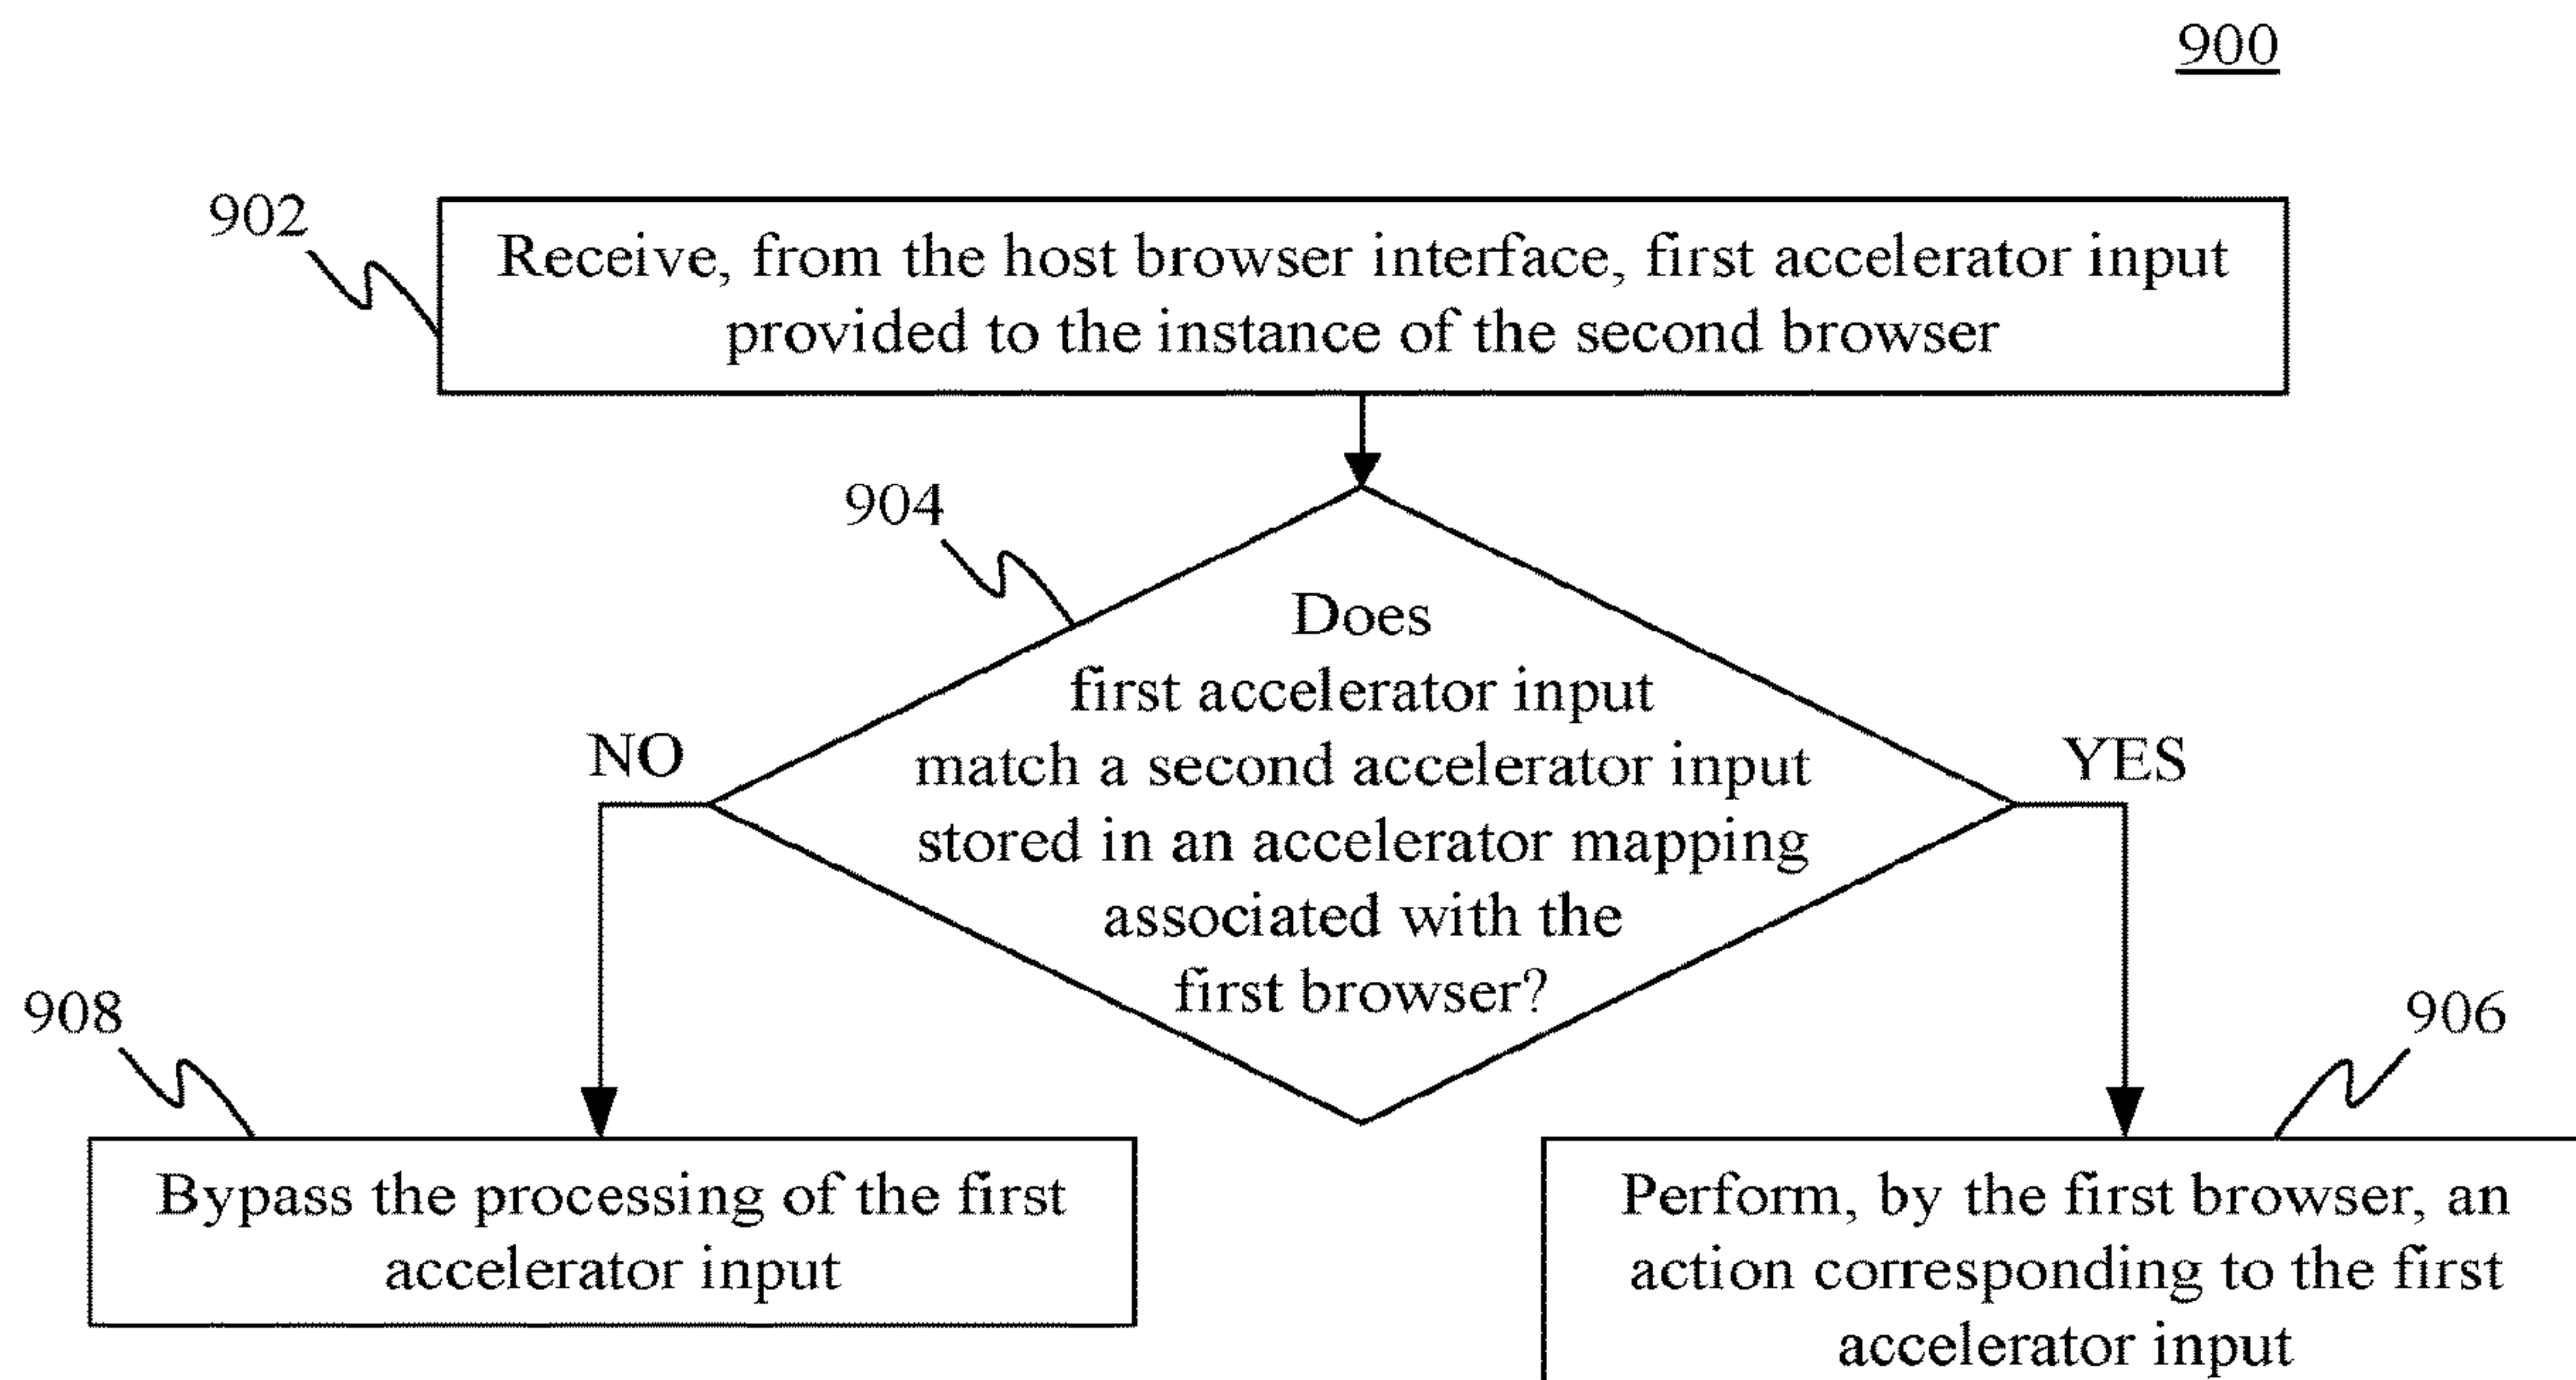 900
902
Receive, from the host browser interface, first accelerator input
provided to the instance of the second browser
904
Does
first accelerator input
match a second accelerator input
stored in an accelerator mapping
associated with the
first browser?
NO
YES
908
Bypass the processing of the first
accelerator input
906
Perform, by the first browser, an
action corresponding to the first
accelerator input